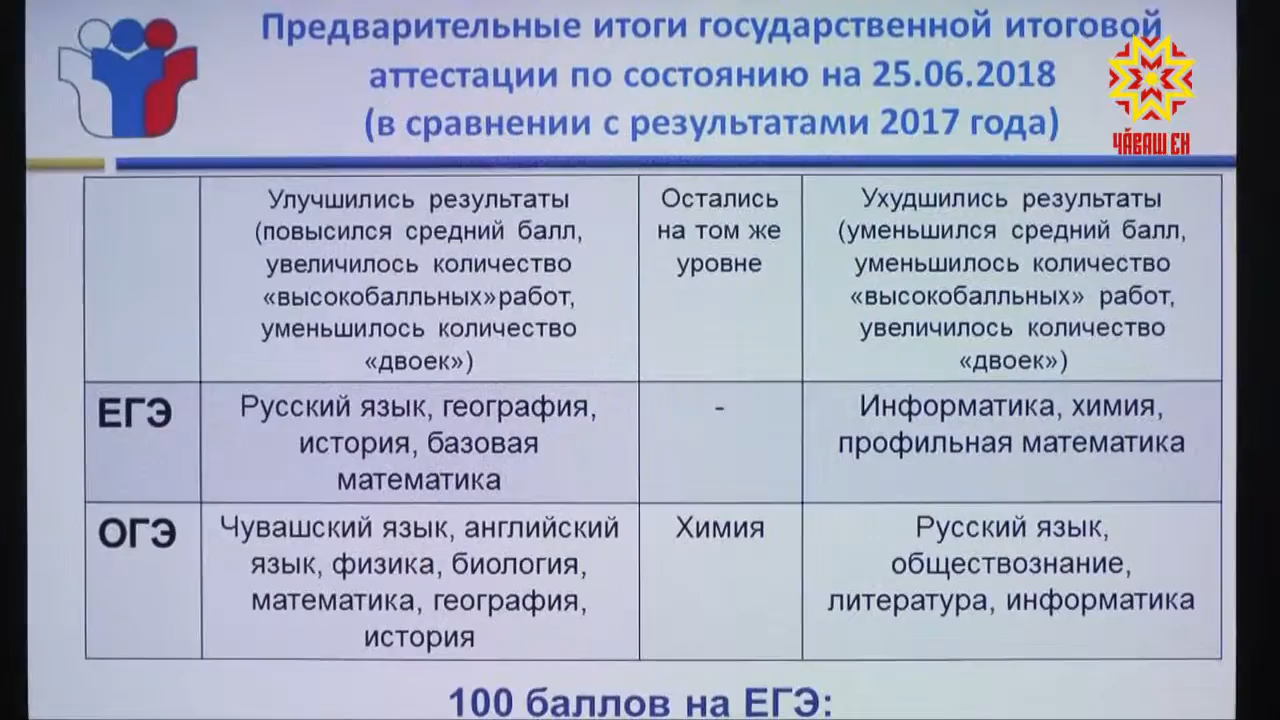 Предварительные итоги государственной итоговой
аттестации по состоянию на 25.06.2018
(в сравнении с результатами 2017 года)
ЧӐВАШ ЕН
Улучшились результаты
(повысился средний балл,
увеличилось количество
«высокобалльных»работ,
уменьшилось количество
«двоек»)
Остались
на том же
уровне
Ухудшились результаты
(уменьшился средний балл,
уменьшилось количество
«высокобалльных» работ,
увеличилось количество
«двоек»)
ЕГЭ
Русский язык, география,
история, базовая
математика
-
Информатика, химия,
профильная математика
ОГЭ
Чувашский язык, английский
язык, физика, биология,
математика, география,
история
Химия
Русский язык,
обществознание,
литература, информатика
100 баллов на ЕГЭ: